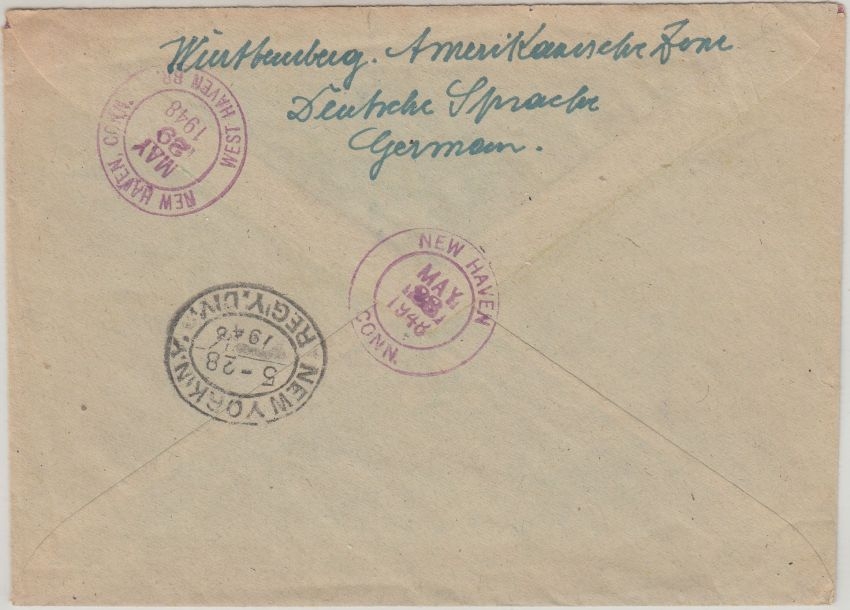 Württemberg. Amerikanische Zone
Deutsche Sprache
German.
NEW HAVEN, CONN. WEST HAVEN BR.
MAY
29
1948
NEW HAVEN
MAY
1948
CONN.
NEW YORK, N.Y. REG'Y. DIV.
5-28
1948